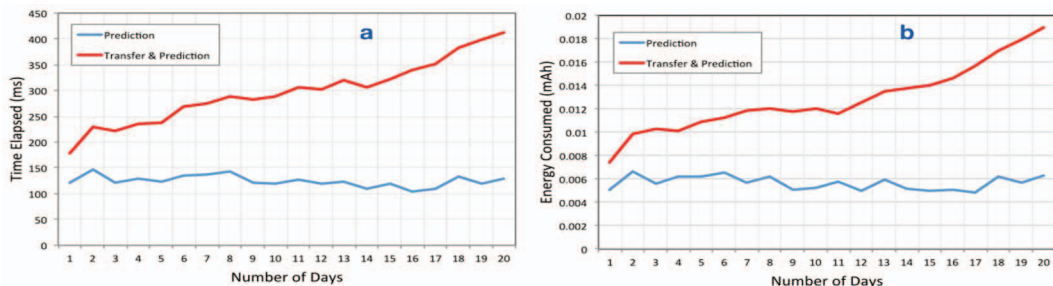 a
450
400
350
300
250
200
150
100
50
0
Time Elapsed (ms)
Prediction
Transfer & Prediction
1 2 3 4 5 6 7 8 9 10 11 12 13 14 15 16 17 18 19 20
Number of Days
b
0.02
0.018
0.016
0.014
0.012
0.01
0.008
0.006
0.004
0.002
0
Energy Consumed (mAh)
Prediction
Transfer & Prediction
1 2 3 4 5 6 7 8 9 10 11 12 13 14 15 16 17 18 19 20
Number of Days